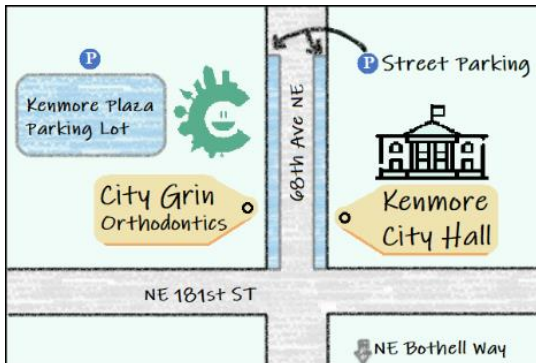 P
P Street Parking
Kenmore Plaza
Parking Lot
68th Ave NE
City Grin
Orthodontics
Kenmore
City Hall
NE 181st ST
NE Bothell Way